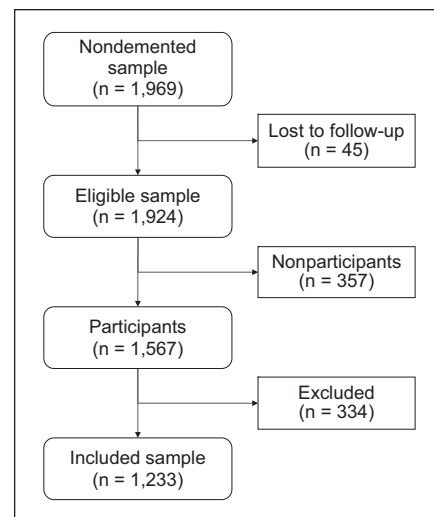 Nondemented
sample
(n = 1,969)
Lost to follow-up
(n = 45)
Eligible sample
(n = 1,924)
Nonparticipants
(n = 357)
Participants
(n = 1,567)
Excluded
(n = 334)
Included sample
(n = 1,233)